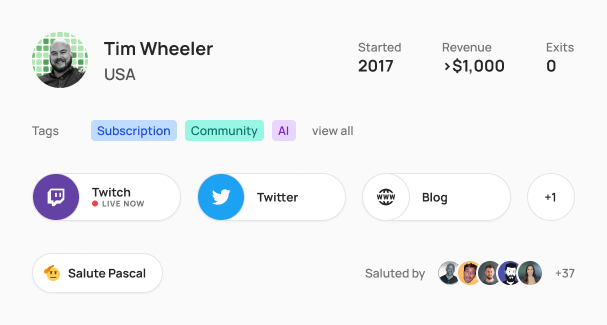 Tim Wheeler
USA
Started
2017
Revenue
>$1,000
Exits
0
Tags Subscription Community AI view all
Twitch
LIVE NOW
Twitter
WWW
Blog
+1
Salute Pascal
Saluted by
+37